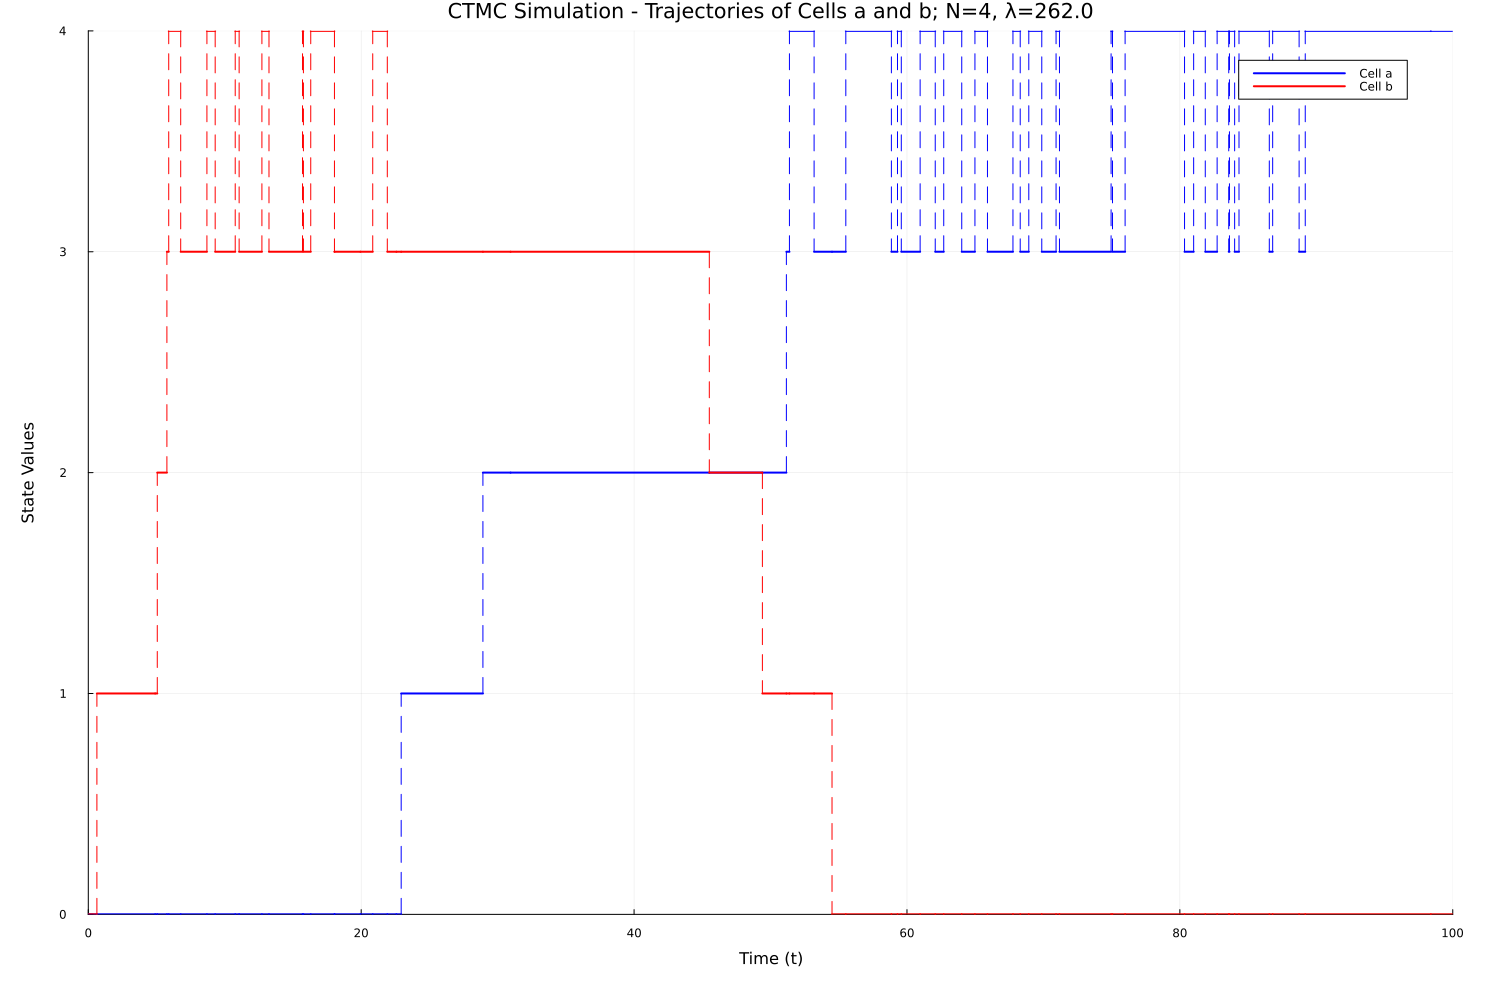 CTMC Simulation - Trajectories of Cells a and b; N=4, λ=262.0
4
Cell a
Cell b
3
State Values
2
1
0
0 20 40 60 80 100
Time (t)